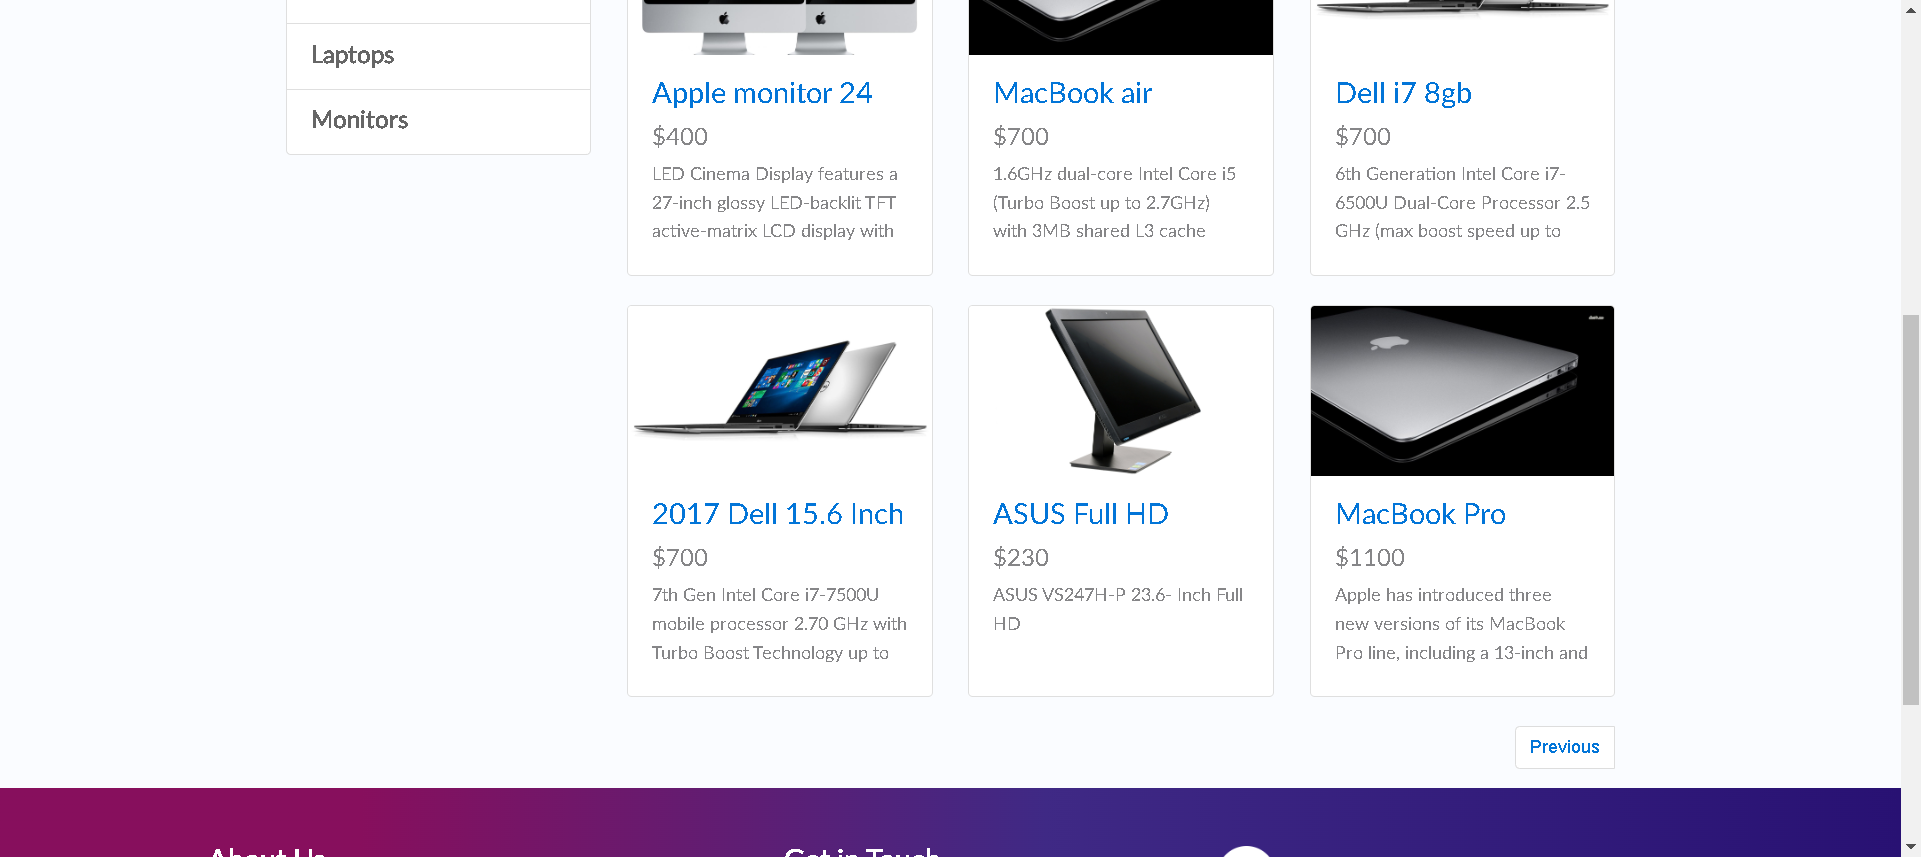 Laptops
Monitors
Apple monitor 24
$400
LED Cinema Display features a
27-inch glossy LED-backlit TFT
active-matrix LCD display with
MacBook air
$700
1.6GHz dual-core Intel Core i5
(Turbo Boost up to 2.7GHz)
with 3MB shared L3 cache
Dell i7 8gb
$700
6th Generation Intel Core i7-
6500U Dual-Core Processor 2.5
GHz (max boost speed up to
2017 Dell 15.6 Inch
$700
7th Gen Intel Core i7-7500U
mobile processor 2.70 GHz with
Turbo Boost Technology up to
ASUS Full HD
$230
ASUS VS247H-P 23.6- Inch Full
HD
MacBook Pro
$1100
Apple has introduced three
new versions of its MacBook
Pro line, including a 13-inch and
Previous
About Us
Get in Touch